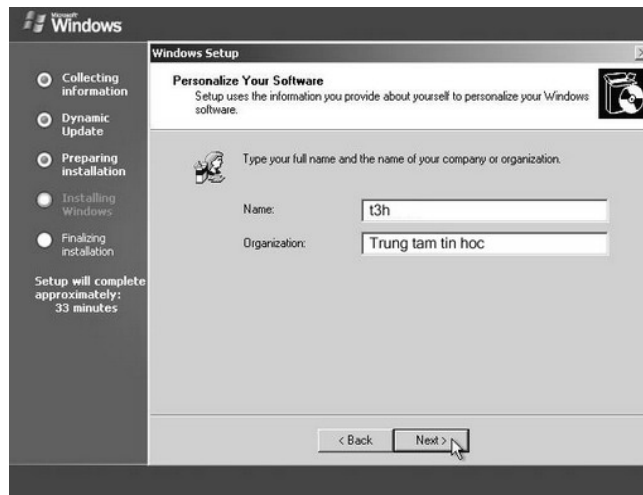 Microsoft
Windows
Windows Setup
Collecting
information
Dynamic
Update
Preparing
installation
Installing
Windows
Finalizing
installation
Setup will complete
approximately:
33 minutes
Personalize Your Software
Setup uses the information you provide about yourself to personalize your Windows
software.
Type your full name and the name of your company or organization.
Name:
t3h
Organization:
Trung tam tin hoc
< Back
Next >